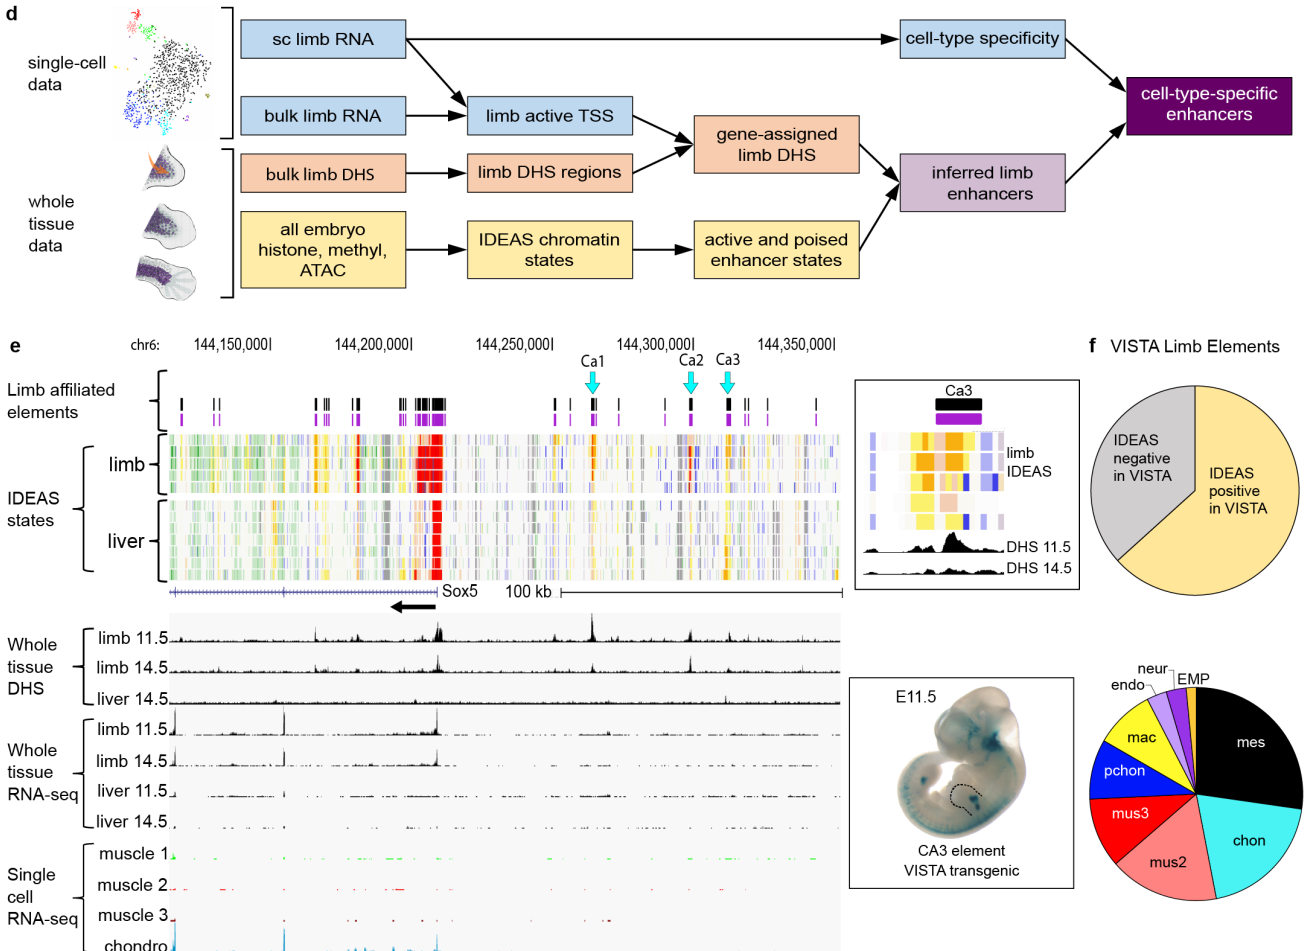 d
single-cell
data
whole
tissue
data
sc limb RNA
cell-type specificity
cell-type-specific
enhancers
bulk limb RNA
limb active TSS
gene-assigned
limb DHS
bulk limb DHS
limb DHS regions
inferred limb
enhancers
all embryo
histone, methyl,
ATAC
IDEAS chromatin
states
active and poised
enhancer states
e
chr6:
144,150,000|
144,200,000|
144,250,000|
144,300,000|
144,350,000|
Ca1
Ca2
Ca3
Limb affiliated
elements
IDEAS
states
limb
liver
Sox5
100 kb
Whole
tissue
DHS
limb 11.5
limb 14.5
liver 14.5
Whole
tissue
RNA-seq
limb 11.5
limb 14.5
liver 11.5
liver 14.5
Single
cell
RNA-seq
muscle 1
muscle 2
muscle 3
chondro
Ca3
limb
IDEAS
DHS 11.5
DHS 14.5
E11.5
CA3 element
VISTA transgenic
f VISTA Limb Elements
IDEAS
negative
in VISTA
IDEAS
positive
in VISTA
neur
endo
EMP
mac
mes
pchon
mus3
mus2
chon